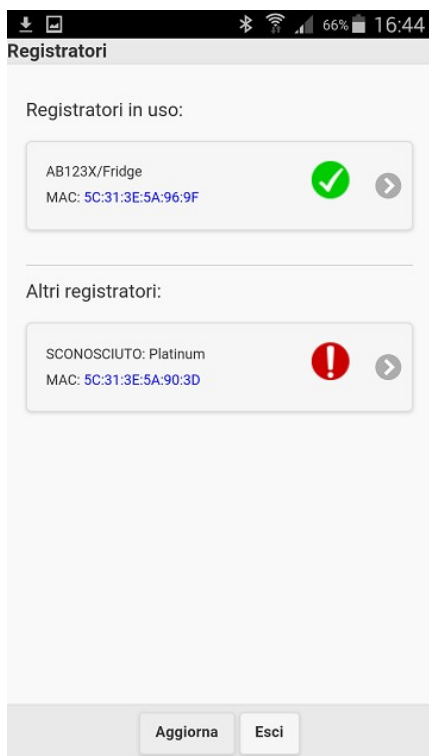 66% 16:44
Registratori
Registratori in uso:
AB123X/Fridge
MAC: 5C:31:3E:5A:96:9F
Altri registratori:
SCONOSCIUTO: Platinum
MAC: 5C:31:3E:5A:90:3D
Aggiorna Esci